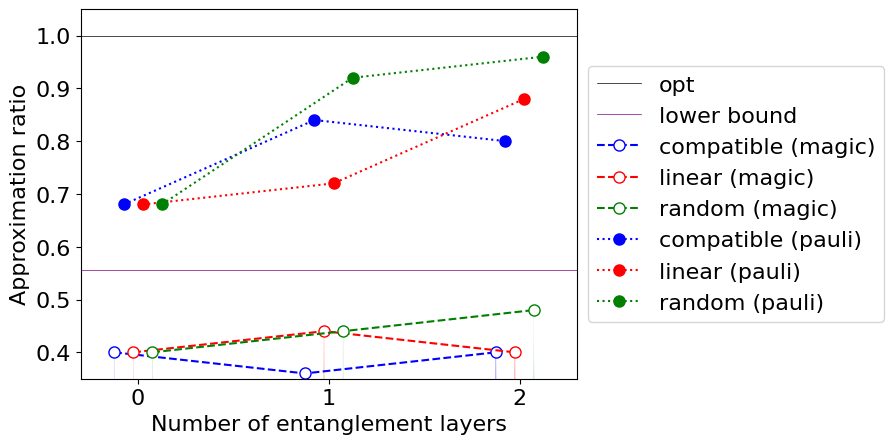 1.0
0.9
0.8
0.7
0.6
0.5
0.4
Approximation ratio
0
1
2
Number of entanglement layers
opt
lower bound
compatible (magic)
linear (magic)
random (magic)
compatible (pauli)
linear (pauli)
random (pauli)